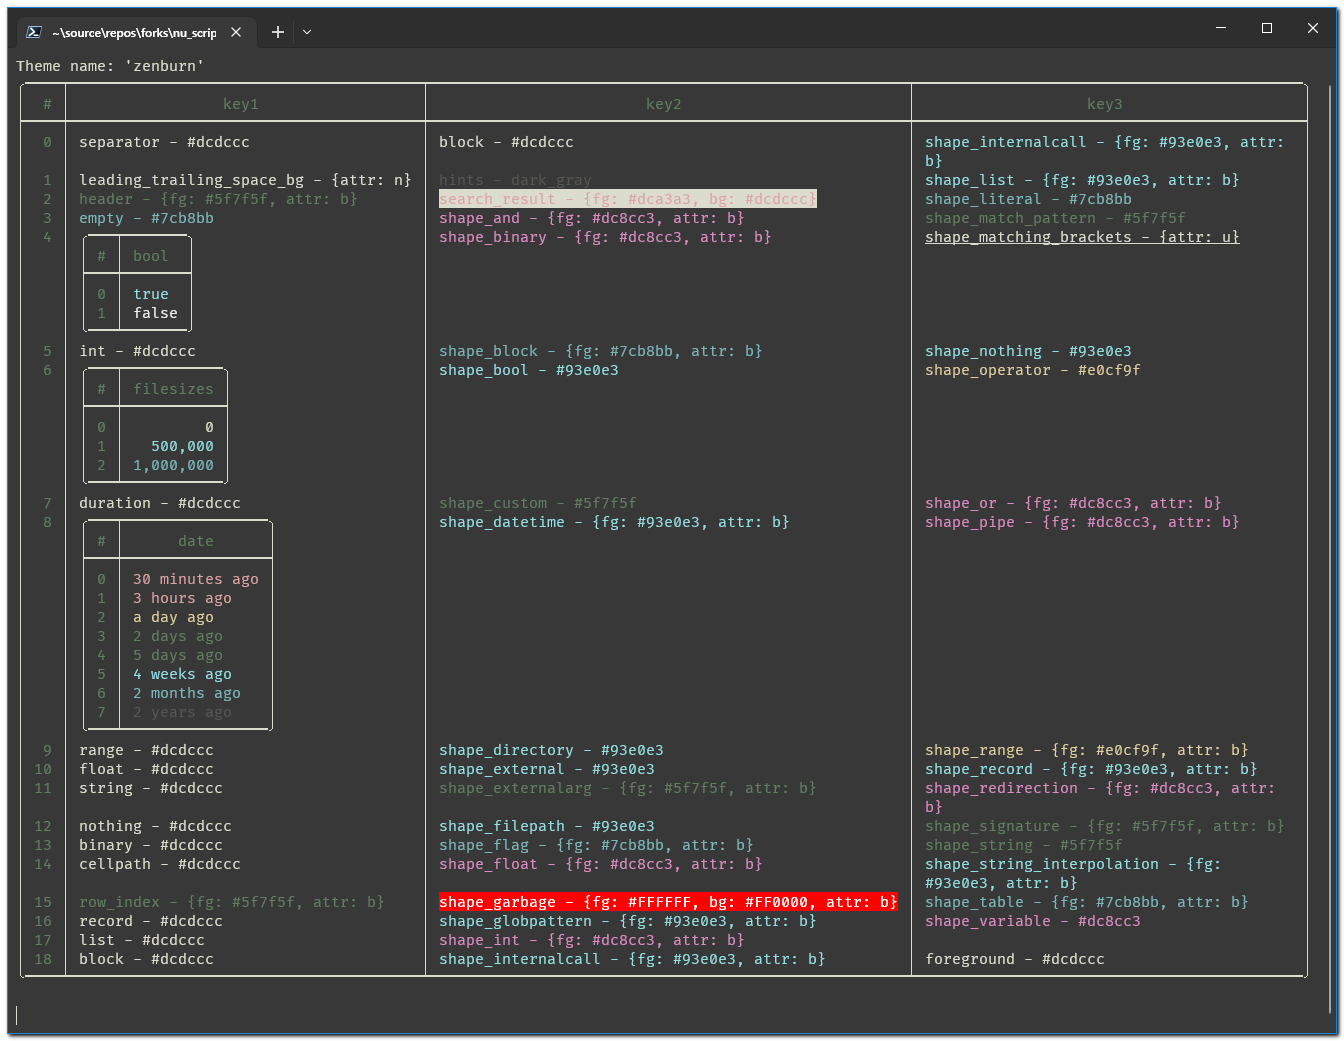 ~\source\repos\forks\nu_scrip
Theme name: 'zenburn'
# key1 key2 key3
0 separator - #dcdccc block - #dcdccc shape_internalcall - {fg: #93e0e3, attr:
b}
1 leading_trailing_space_bg - {attr: n} hints - dark_gray shape_list - {fg: #93e0e3, attr: b}
2 header - {fg: #5f7f5f, attr: b} search_result - {fg: #dca3a3, bg: #dcdccc} shape_literal - #7cb8bb
3 empty - #7cb8bb shape_and - {fg: #dc8cc3, attr: b} shape_match_pattern - #5f7f5f
4 shape_binary - {fg: #dc8cc3, attr: b} shape_matching_brackets - {attr: u}
# bool
0 true
1 false
5 int - #dcdccc shape_block - {fg: #7cb8bb, attr: b} shape_nothing - #93e0e3
6 shape_bool - #93e0e3 shape_operator - #e0cf9f
# filesizes
0 0
1 500,000
2 1,000,000
7 duration - #dcdccc shape_custom - #5f7f5f shape_or - {fg: #dc8cc3, attr: b}
8 shape_datetime - {fg: #93e0e3, attr: b} shape_pipe - {fg: #dc8cc3, attr: b}
# date
0 30 minutes ago
1 3 hours ago
2 a day ago
3 2 days ago
4 5 days ago
5 4 weeks ago
6 2 months ago
7 2 years ago
9 range - #dcdccc shape_directory - #93e0e3 shape_range - {fg: #e0cf9f, attr: b}
10 float - #dcdccc shape_external - #93e0e3 shape_record - {fg: #93e0e3, attr: b}
11 string - #dcdccc shape_externalarg - {fg: #5f7f5f, attr: b} shape_redirection - {fg: #dc8cc3, attr:
b}
12 nothing - #dcdccc shape_filepath - #93e0e3 shape_signature - {fg: #5f7f5f, attr: b}
13 binary - #dcdccc shape_flag - {fg: #7cb8bb, attr: b} shape_string - #5f7f5f
14 cellpath - #dcdccc shape_float - {fg: #dc8cc3, attr: b} shape_string_interpolation - {fg:
#93e0e3, attr: b}
15 row_index - {fg: #5f7f5f, attr: b} shape_garbage - {fg: #FFFFFF, bg: #FF0000, attr: b} shape_table - {fg: #7cb8bb, attr: b}
16 record - #dcdccc shape_globpattern - {fg: #93e0e3, attr: b} shape_variable - #dc8cc3
17 list - #dcdccc shape_int - {fg: #dc8cc3, attr: b}
18 block - #dcdccc shape_internalcall - {fg: #93e0e3, attr: b} foreground - #dcdccc